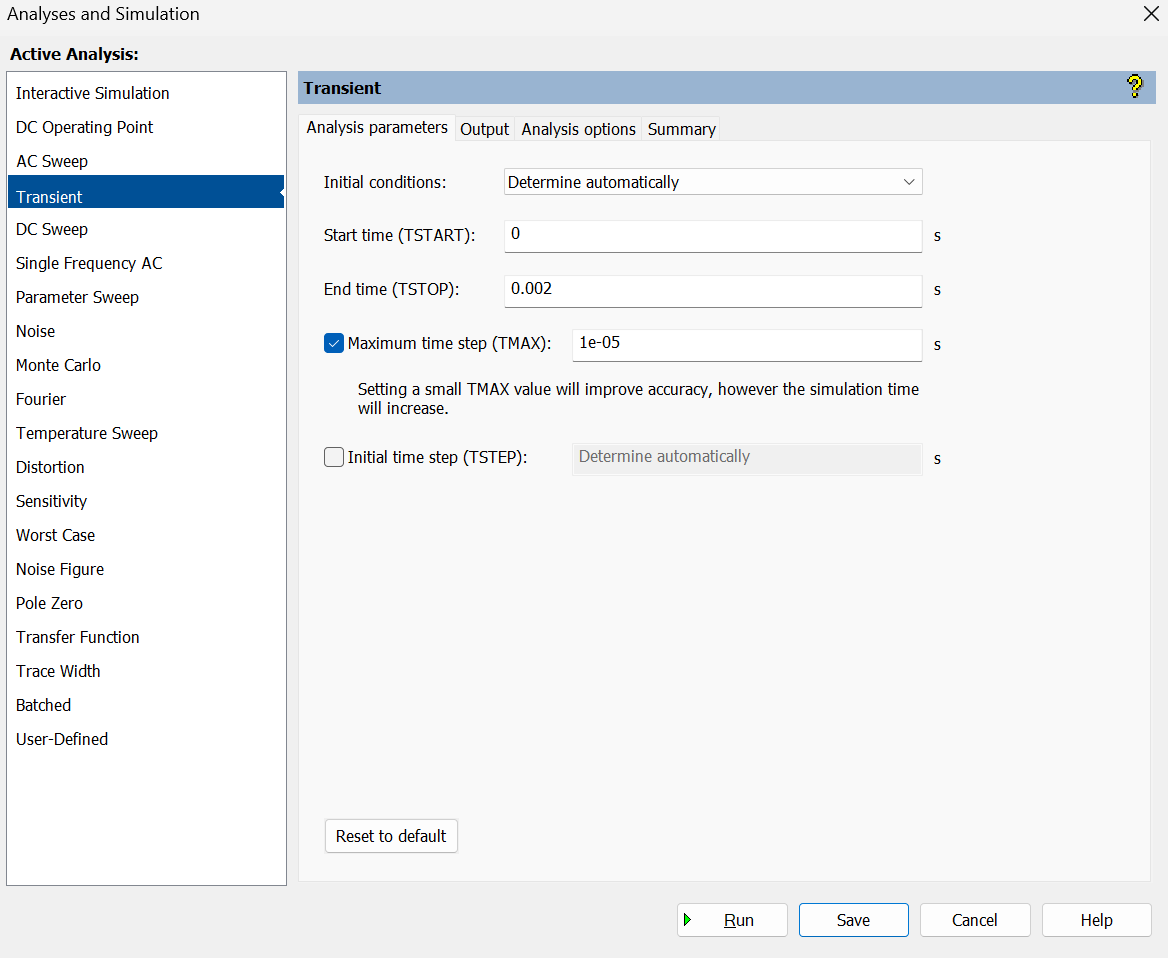 Analyses and Simulation
Active Analysis:
Interactive Simulation
DC Operating Point
AC Sweep
Transient
DC Sweep
Single Frequency AC
Parameter Sweep
Noise
Monte Carlo
Fourier
Temperature Sweep
Distortion
Sensitivity
Worst Case
Noise Figure
Pole Zero
Transfer Function
Trace Width
Batched
User-Defined
Transient
Analysis parameters Output Analysis options Summary
Initial conditions: Determine automatically
Start time (TSTART): 0 s
End time (TSTOP): 0.002 s
Maximum time step (TMAX): 1e-05 s
Setting a small TMAX value will improve accuracy, however the simulation time
will increase.
Initial time step (TSTEP): Determine automatically s
Reset to default
Run Save Cancel Help